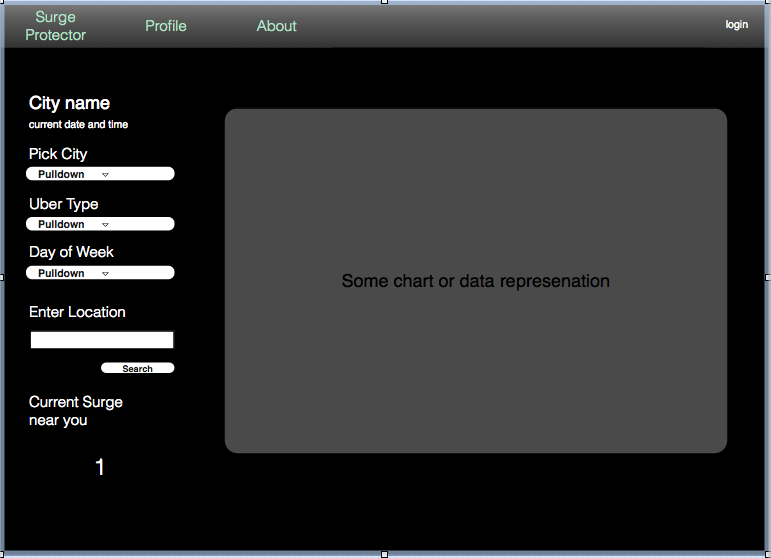 Surge
Protector
Profile
About
login
City name
current date and time
Pick City
Pulldown
Uber Type
Pulldown
Day of Week
Pulldown
Enter Location
Search
Current Surge
near you
1
Some chart or data represenation